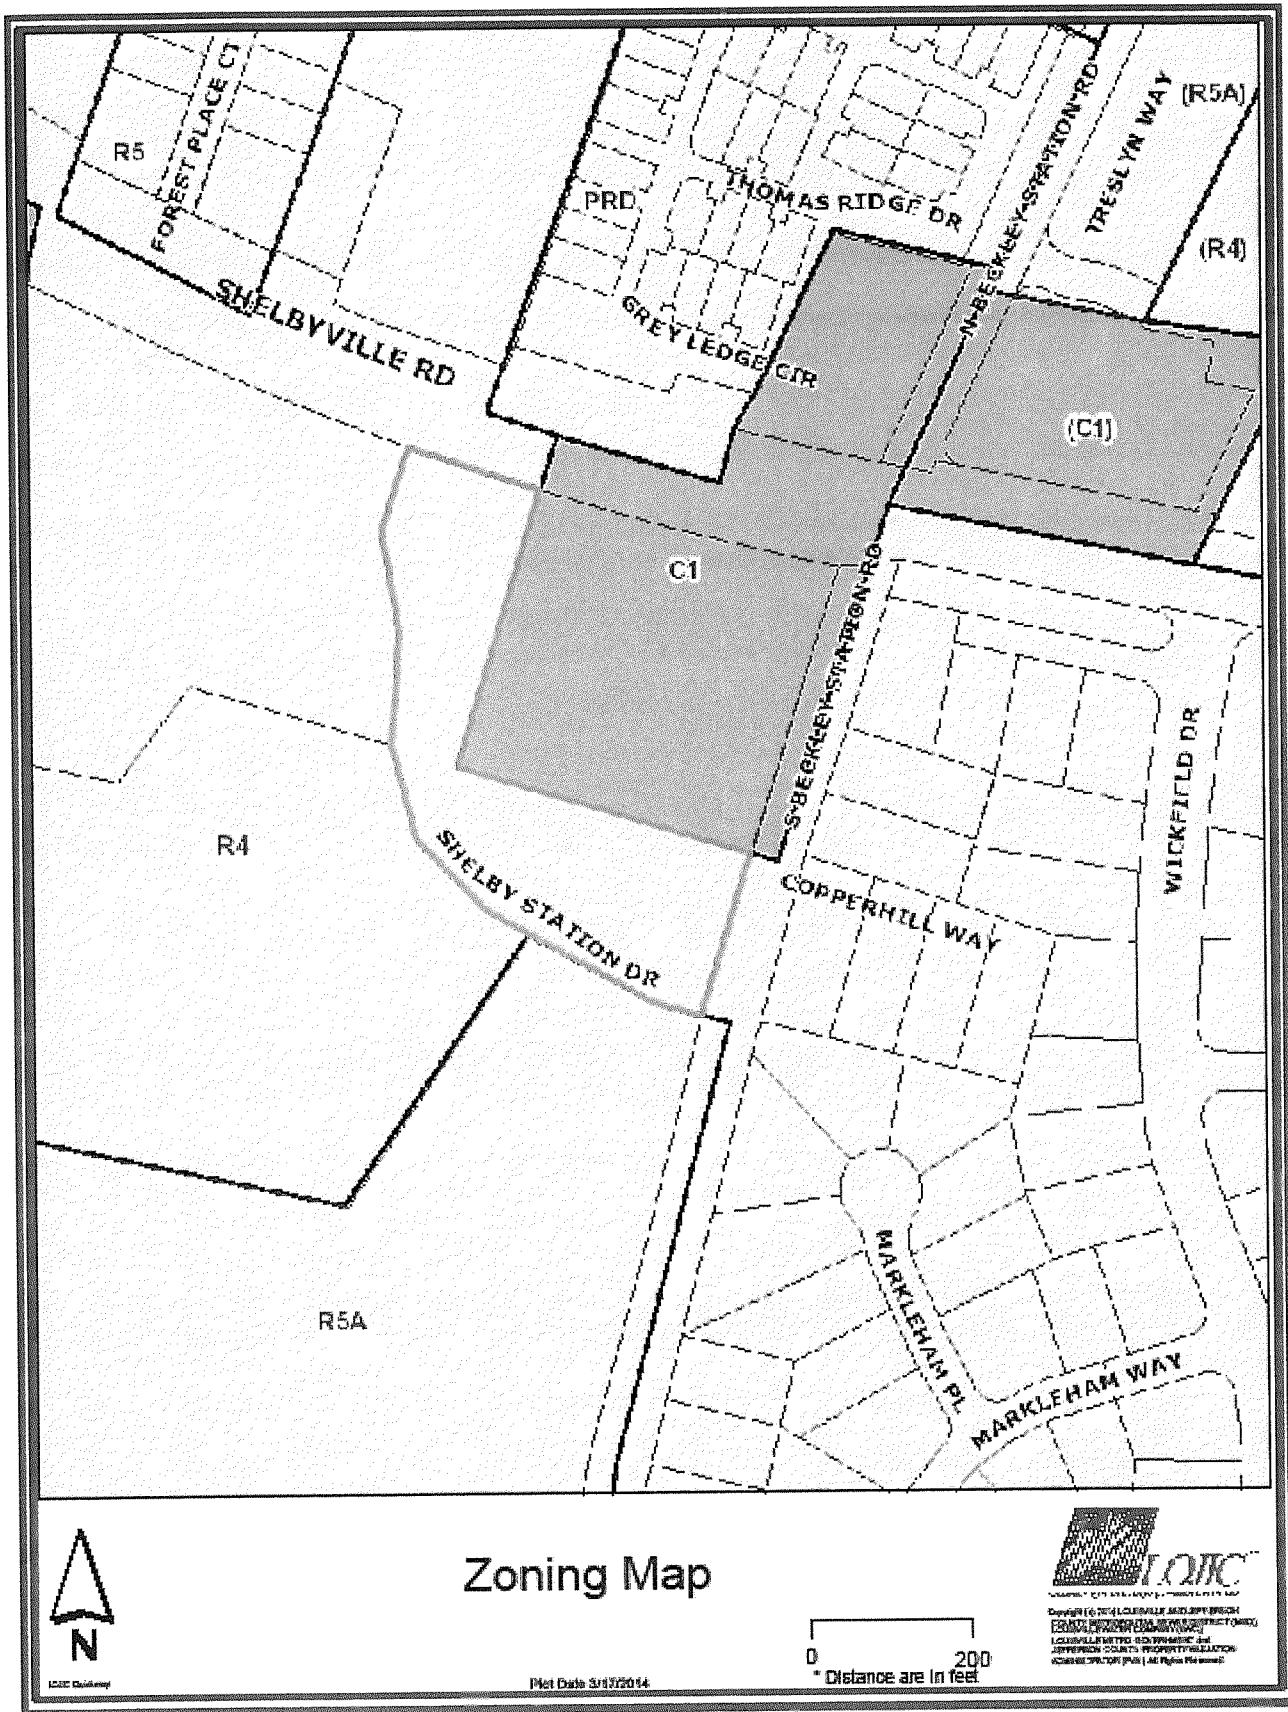 FOREST PLACE CT
R5
SHELBYVILLE RD
PRD
THOMAS RIDGE DR
GREY LEDGE CIR
N BECKLEY STATION RD
TRESLYN WAY
(R5A)
(R4)
(C1)
C1
S BECKLEY STATION RD
WICKFIELD DR
R4
SHELBY STATION DR
COPPERHILL WAY
R5A
MARKLEHAM PL
MARKLEHAM WAY
N
Zoning Map
0 200
* Distance are in feet
Plot Date 3/17/2014
LOJIC